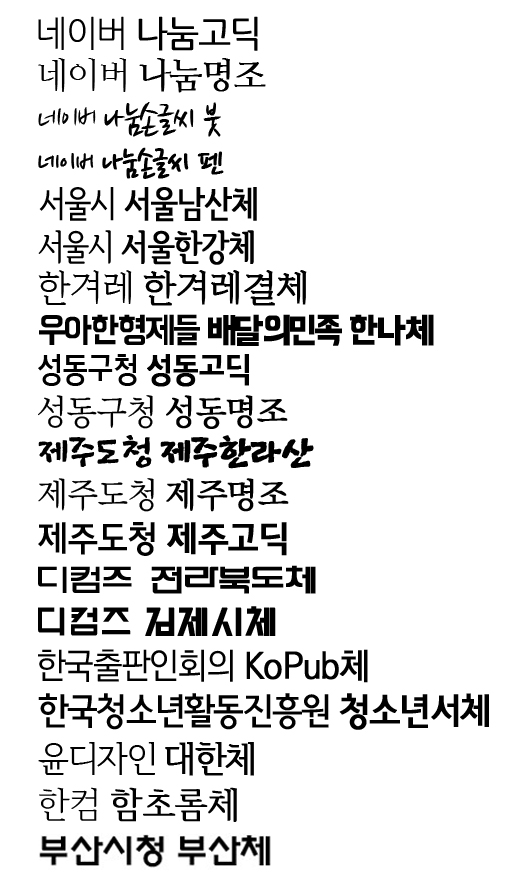 네이버 나눔고딕
네이버 나눔명조
네이버 나눔손글씨 붓
네이버 나눔손글씨 펜
서울시 서울남산체
서울시 서울한강체
한겨레 한겨레결체
우아한형제들 배달의민족 한나체
성동구청 성동고딕
성동구청 성동명조
제주도청 제주한라산
제주도청 제주명조
제주도청 제주고딕
디컴즈 전라북도체
디컴즈 김제시체
한국출판인회의 KoPub체
한국청소년활동진흥원 청소년서체
윤디자인 대한체
한컴 함초롬체
부산시청 부산체